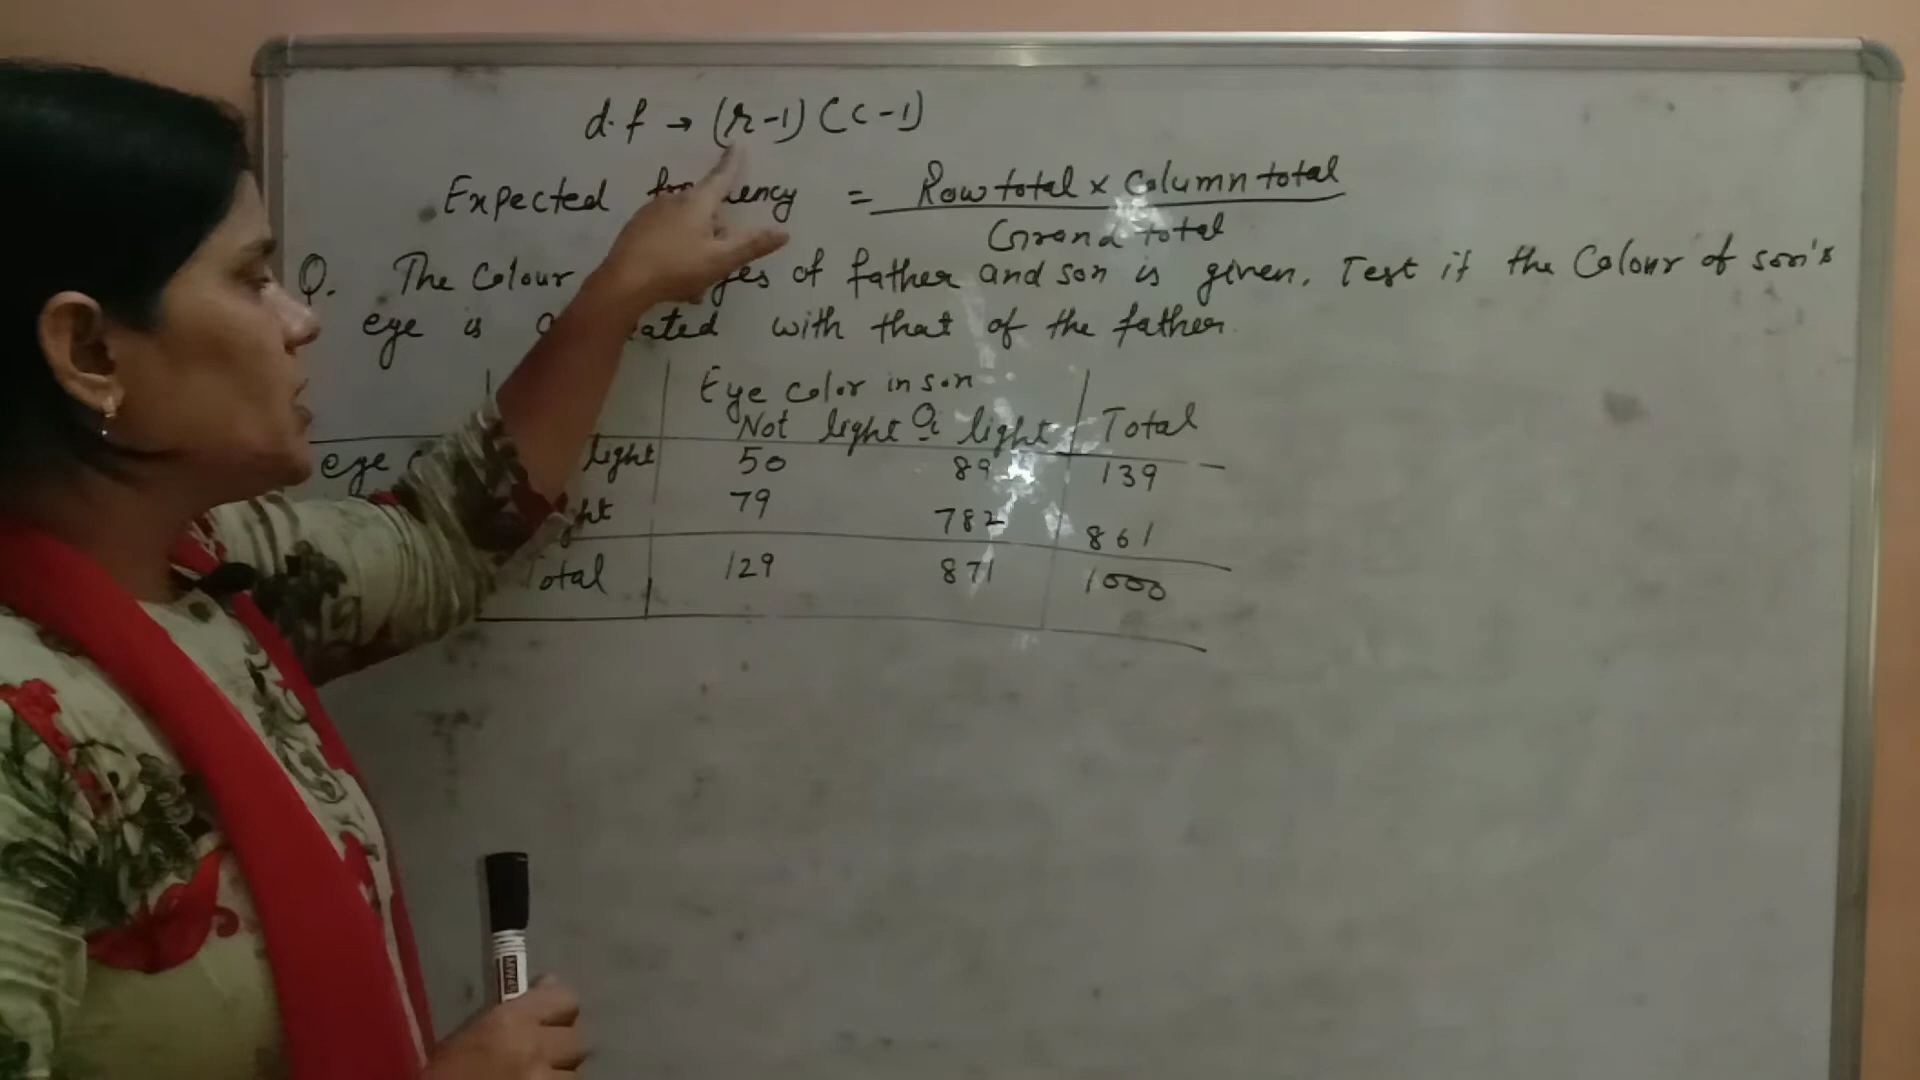 d.f → (r-1) (c-1)
Expected = Row total x Column total
Grand total
Q. The Colour of father and son is given. Test if the Colour of son's
eye is with that of the father.
Eye color in son
Not light light Total
eye light 50 89 139
79 782 861
Total 129 871 1000